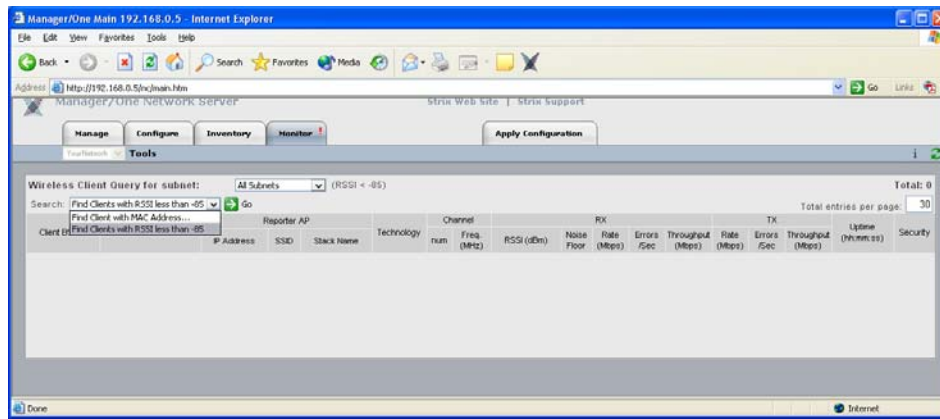 Manager/One Main 192.168.0.5 - Internet Explorer
File Edit View Favorites Tools Help
Back Search Favorites Media
Address http://192.168.0.5/nc/main.htm Go Links
Manager/One Network Server Strix Web Site | Strix Support
Manage Configure Inventory Monitor ! Apply Configuration
YourNetwork Tools i
Wireless Client Query for subnet: All Subnets (RSSI < -85) Total: 0
Search: Find Clients with RSSI less than -85 Go Total entries per page: 30
Find Client with MAC Address...
Find Clients with RSSI less than -85
Reporter AP Channel RX TX
IP Address SSID Stack Name Technology num Freq. (MHz) RSSI (dBm) Noise Floor Rate (Mbps) Errors /Sec Throughput (Mbps) Rate (Mbps) Errors /Sec Throughput (Mbps) Uptime (hh:mm:ss) Security
Done Internet